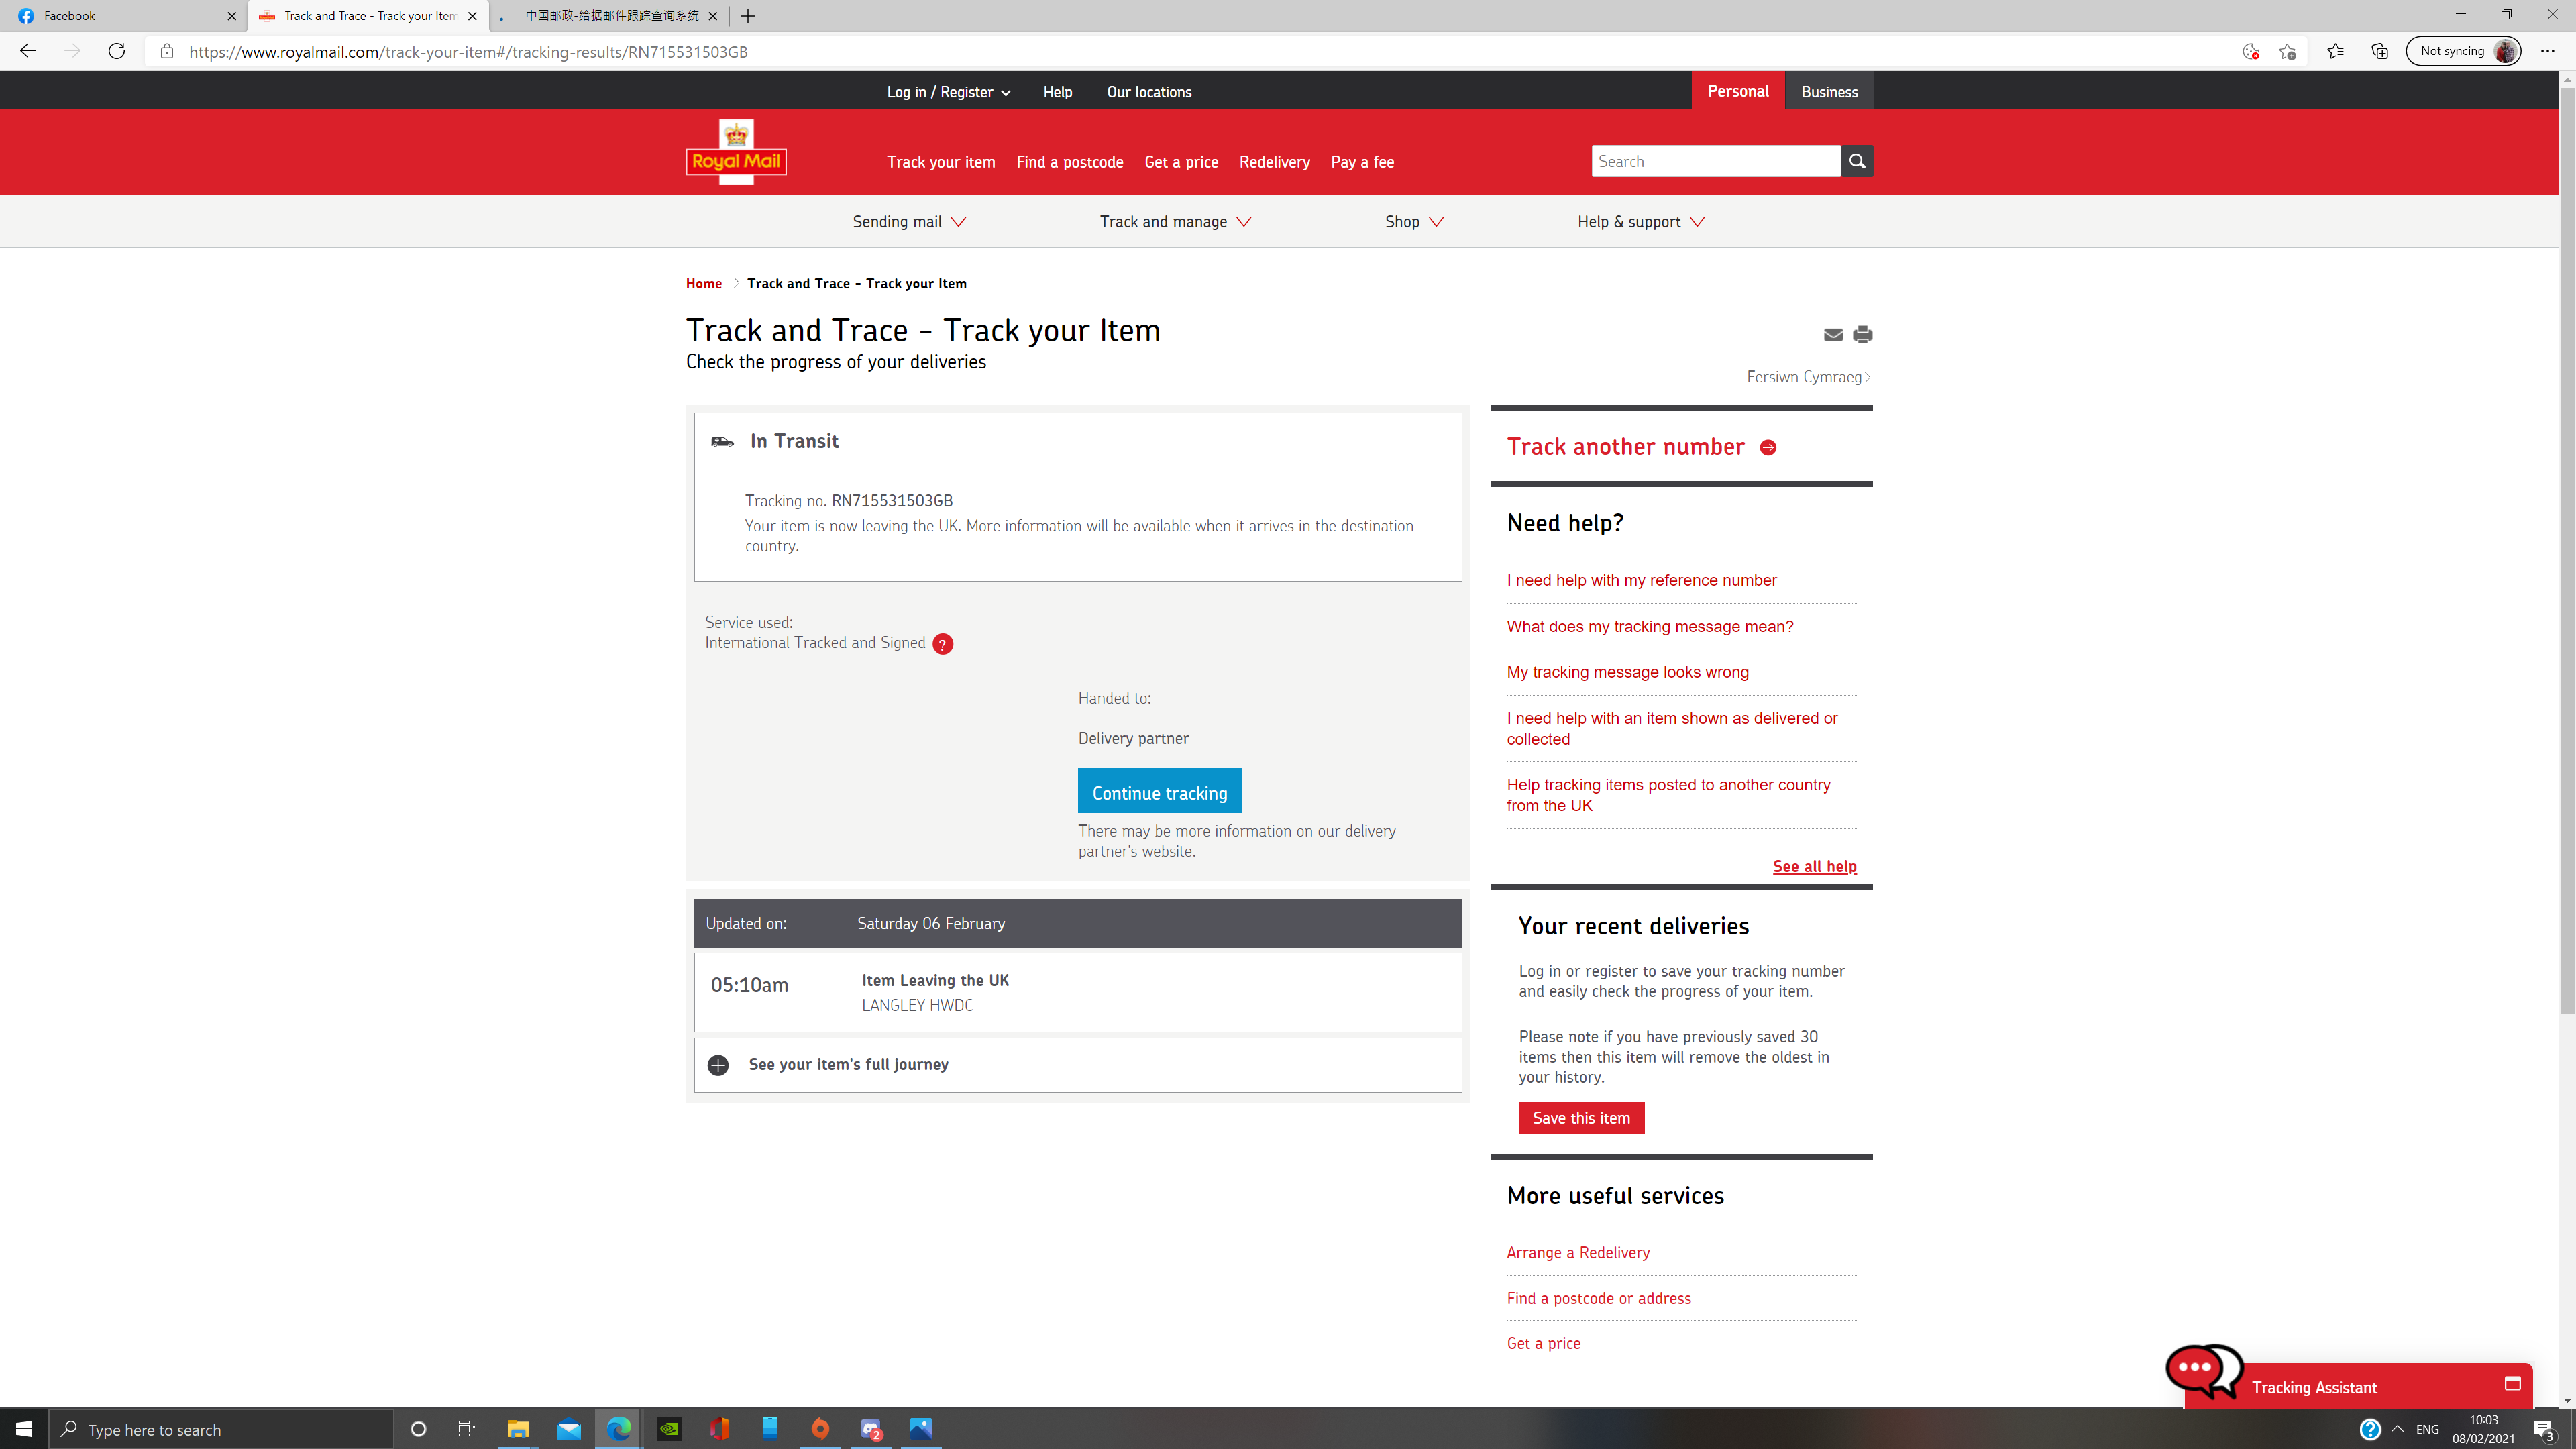 Facebook
Track and Trace - Track your Item
中国邮政-给据邮件跟踪查询系统
https://www.royalmail.com/track-your-item#/tracking-results/RN715531503GB
Not syncing
Log in / Register
Help
Our locations
Personal
Business
Royal Mail
Track your item
Find a postcode
Get a price
Redelivery
Pay a fee
Search
Sending mail
Track and manage
Shop
Help & support
Home
Track and Trace - Track your Item
Track and Trace - Track your Item
Check the progress of your deliveries
Fersiwn Cymraeg
In Transit
Tracking no. RN715531503GB
Your item is now leaving the UK. More information will be available when it arrives in the destination
country.
Service used:
International Tracked and Signed ?
Handed to:
Delivery partner
Continue tracking
There may be more information on our delivery
partner's website.
Updated on:
Saturday 06 February
05:10am
Item Leaving the UK
LANGLEY HWDC
See your item's full journey
Track another number
Need help?
I need help with my reference number
What does my tracking message mean?
My tracking message looks wrong
I need help with an item shown as delivered or
collected
Help tracking items posted to another country
from the UK
See all help
Your recent deliveries
Log in or register to save your tracking number
and easily check the progress of your item.
Please note if you have previously saved 30
items then this item will remove the oldest in
your history.
Save this item
More useful services
Arrange a Redelivery
Find a postcode or address
Get a price
Tracking Assistant
Type here to search
2
ENG
10:03
08/02/2021
3